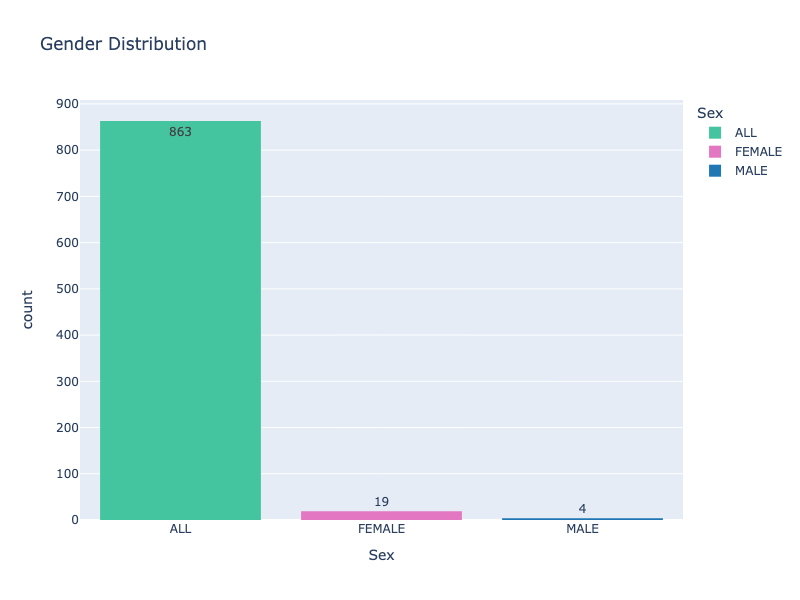 Gender Distribution
900
800
700
600
500
400
300
200
100
0
count
863
19
4
ALL
FEMALE
MALE
Sex
Sex
ALL
FEMALE
MALE